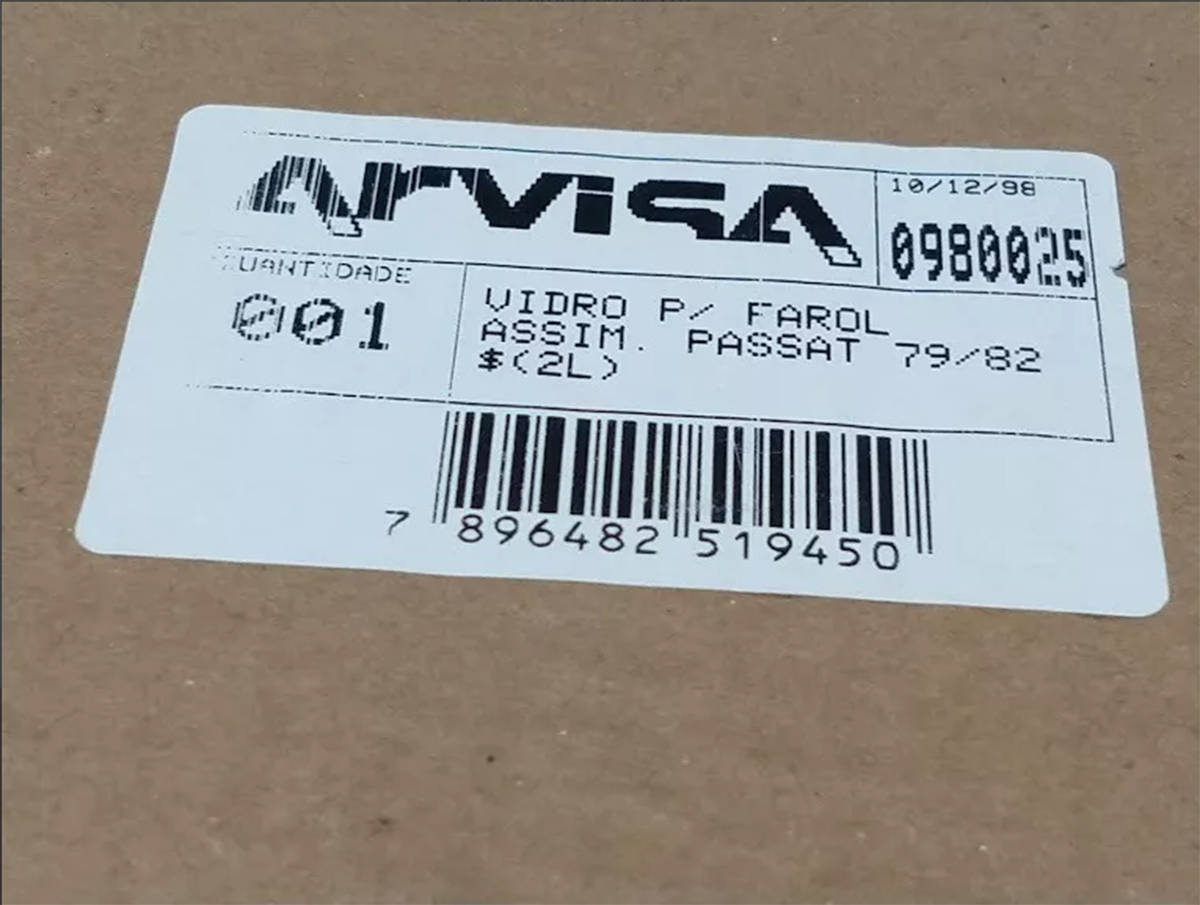 Arvisa
10/12/98
0980025
QUANTIDADE
001
VIDRO P/ FAROL
ASSIM. PASSAT 79/82
$(2L)
7 896482 519450